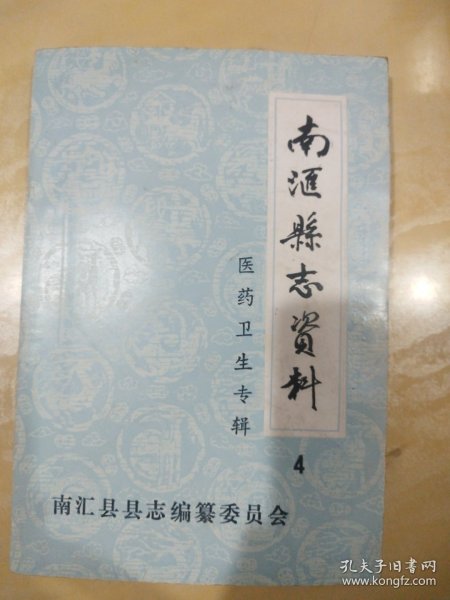 南滙縣志資料
医药卫生专辑
4
南汇县县志编纂委员会
孔夫子旧书网
www.kongfz.com